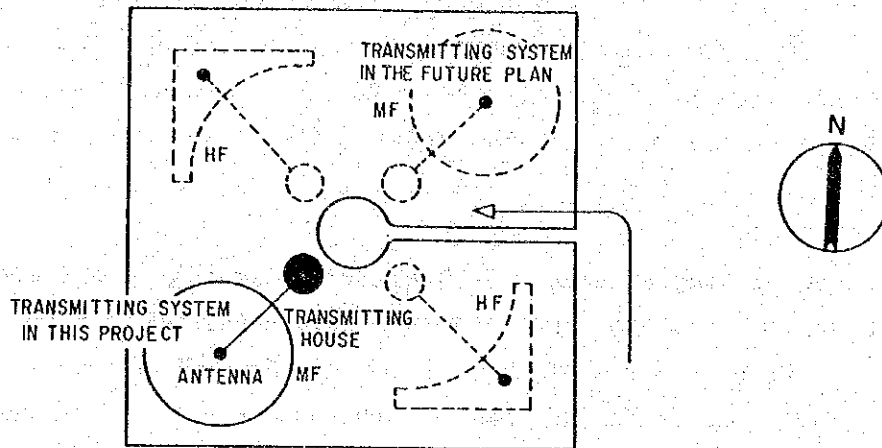 TRANSMITTING SYSTEM
IN THE FUTURE PLAN
MF
HF
N
HF
TRANSMITTING SYSTEM
IN THIS PROJECT
TRANSMITTING
HOUSE
ANTENNA
MF